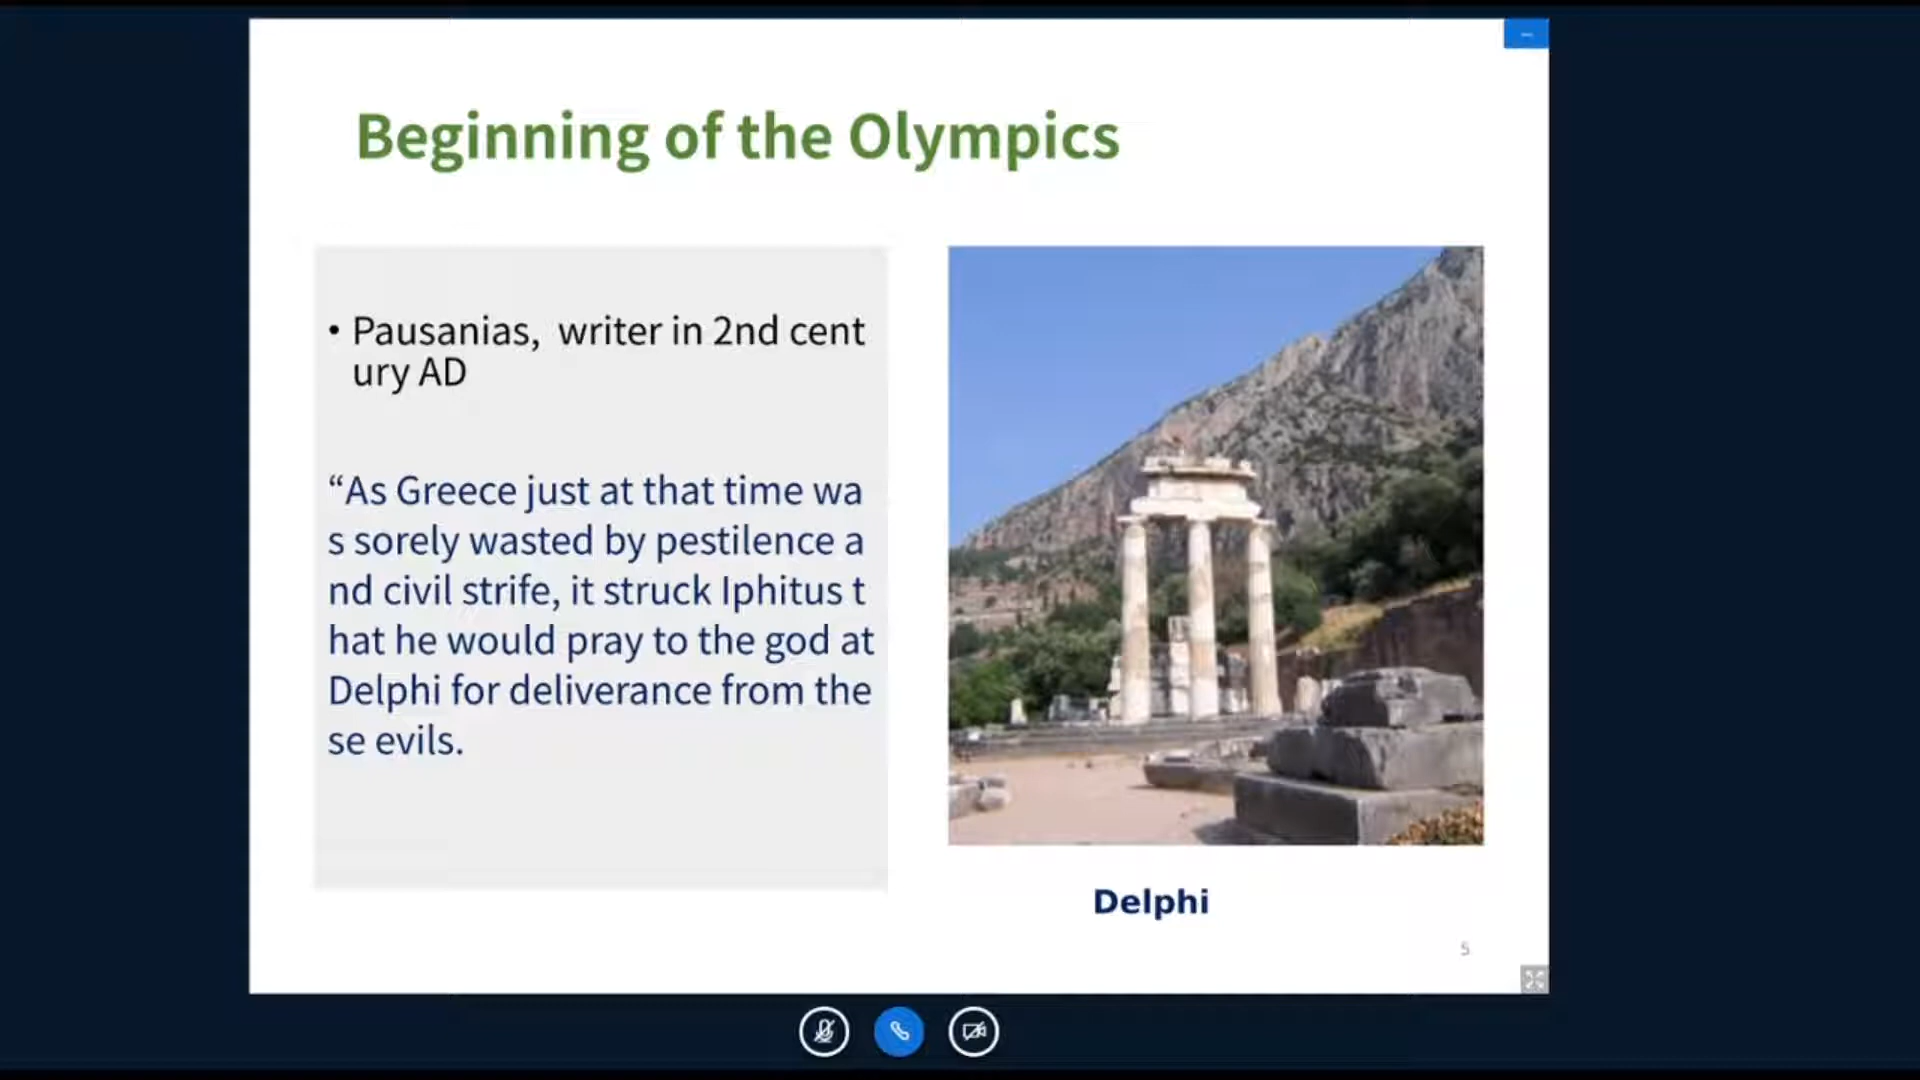 Beginning of the Olympics
• Pausanias,  writer in 2nd cent
ury AD
“As Greece just at that time wa
s sorely wasted by pestilence a
nd civil strife, it struck Iphitus t
hat he would pray to the god at
Delphi for deliverance from the
se evils.
Delphi
5